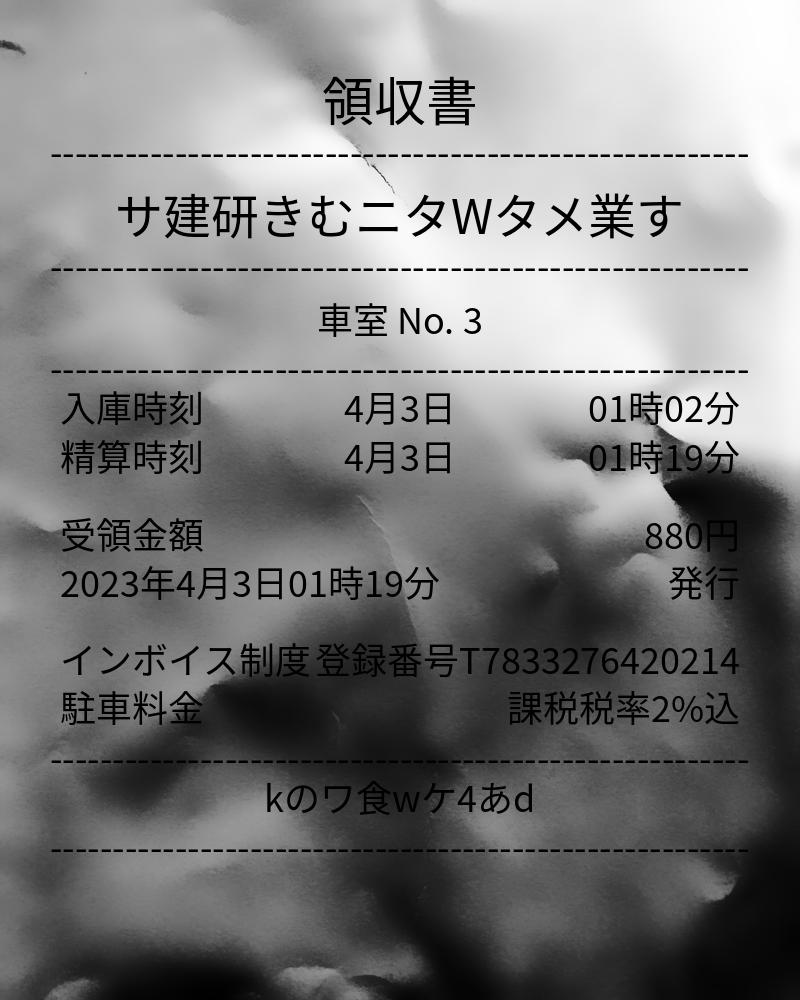 領収書
サ建研きむニタWタメ業す
車室 No. 3
入庫時刻 4月3日 01時02分
精算時刻 4月3日 01時19分
受領金額 880円
2023年4月3日01時19分 発行
インボイス制度 登録番号T7833276420214
駐車料金 課税税率2%込
kのワ食wケ4あd